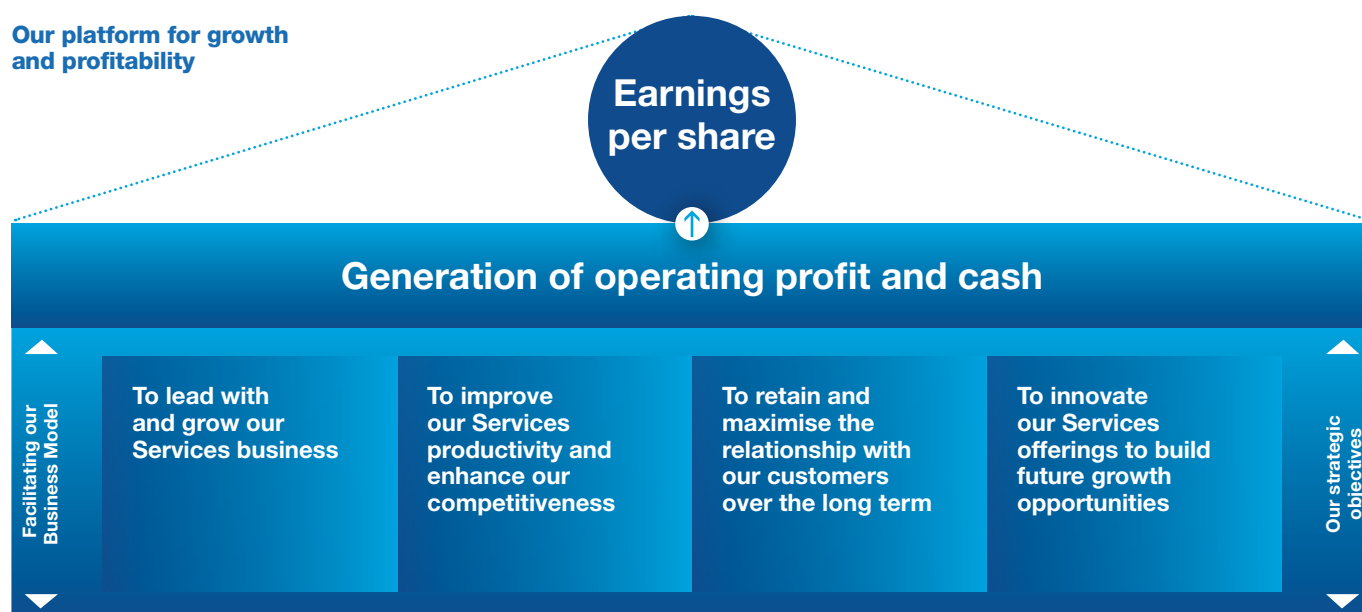 Our platform for growth
and profitability
Earnings
per share
Generation of operating profit and cash
Facilitating our
Business Model
To lead with
and grow our
Services business
To improve
our Services
productivity and
enhance our
competitiveness
To retain and
maximise the
relationship with
our customers
over the long term
To innovate
our Services
offerings to build
future growth
opportunities
Our strategic
objectives